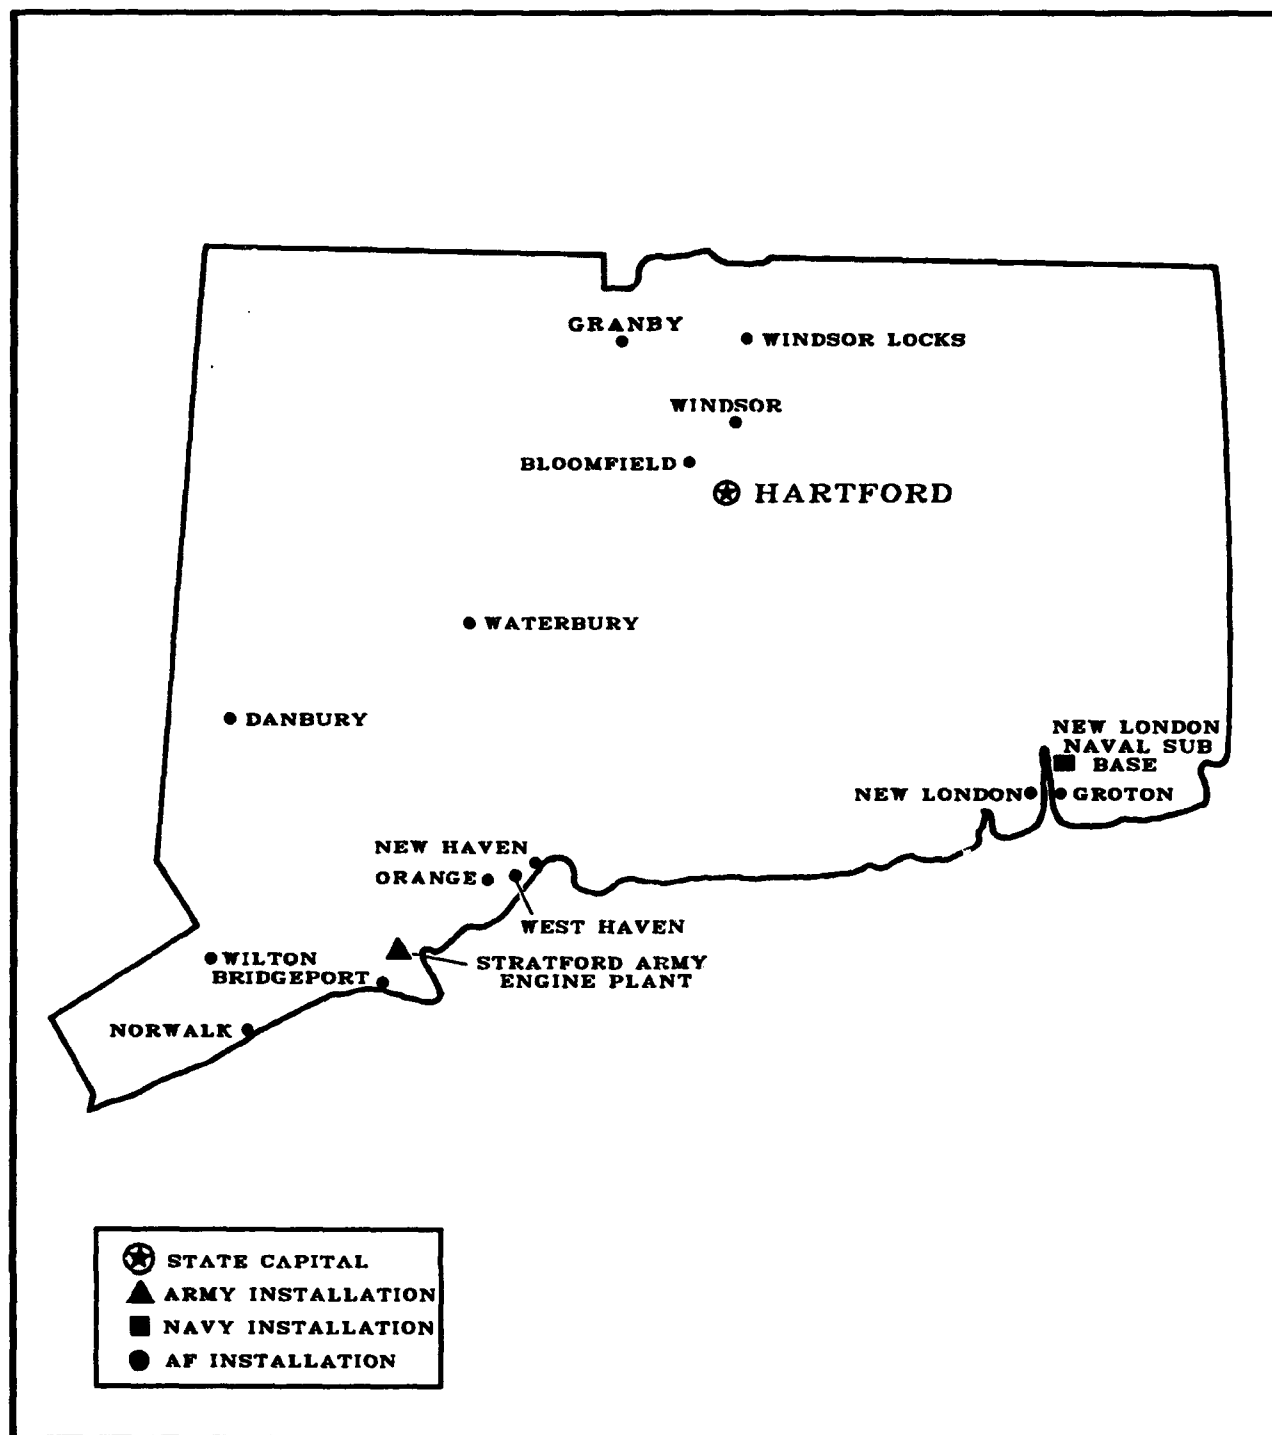 GRANBY
WINDSOR LOCKS
WINDSOR
BLOOMFIELD
HARTFORD
WATERBURY
DANBURY
NEW LONDON
NAVAL SUB
BASE
NEW LONDON
GROTON
NEW HAVEN
ORANGE
WEST HAVEN
WILTON
STRATFORD ARMY
ENGINE PLANT
BRIDGEPORT
NORWALK
STATE CAPITAL
ARMY INSTALLATION
NAVY INSTALLATION
AF INSTALLATION